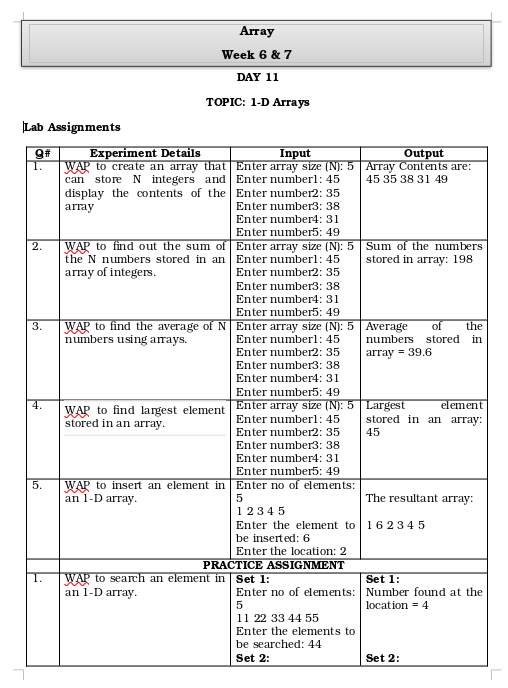 Array
Week 6 & 7
DAY 11
TOPIC: 1-D Arrays
Lab Assignments
Q# Experiment Details Input Output
1.
WAP to create an array that
can store N integers and
display the contents of the
array
Enter array size (N): 5
Enter number1: 45
Enter number2: 35
Enter number3: 38
Enter number4: 31
Enter number5: 49
Array Contents are:
45 35 38 31 49
2.
WAP to find out the sum of
the N numbers stored in an
array of integers.
Enter array size (N): 5
Enter number1: 45
Enter number2: 35
Enter number3: 38
Enter number4: 31
Enter number5: 49
Sum of the numbers
stored in array: 198
3.
WAP to find the average of N
numbers using arrays.
Enter array size (N): 5
Enter number1: 45
Enter number2: 35
Enter number3: 38
Enter number4: 31
Enter number5: 49
Average of the
numbers stored in
array = 39.6
4.
WAP to find largest element
stored in an array.
Enter array size (N): 5
Enter number1: 45
Enter number2: 35
Enter number3: 38
Enter number4: 31
Enter number5: 49
Largest element
stored in an array:
45
5.
WAP to insert an element in
an 1-D array.
Enter no of elements:
5
1 2 3 4 5
Enter the element to
be inserted: 6
Enter the location: 2
The resultant array:
1 6 2 3 4 5
PRACTICE ASSIGNMENT
1.
WAP to search an element in
an 1-D array.
Set 1:
Enter no of elements:
5
11 22 33 44 55
Enter the elements to
be searched: 44
Set 2:
Set 1:
Number found at the
location = 4
Set 2: